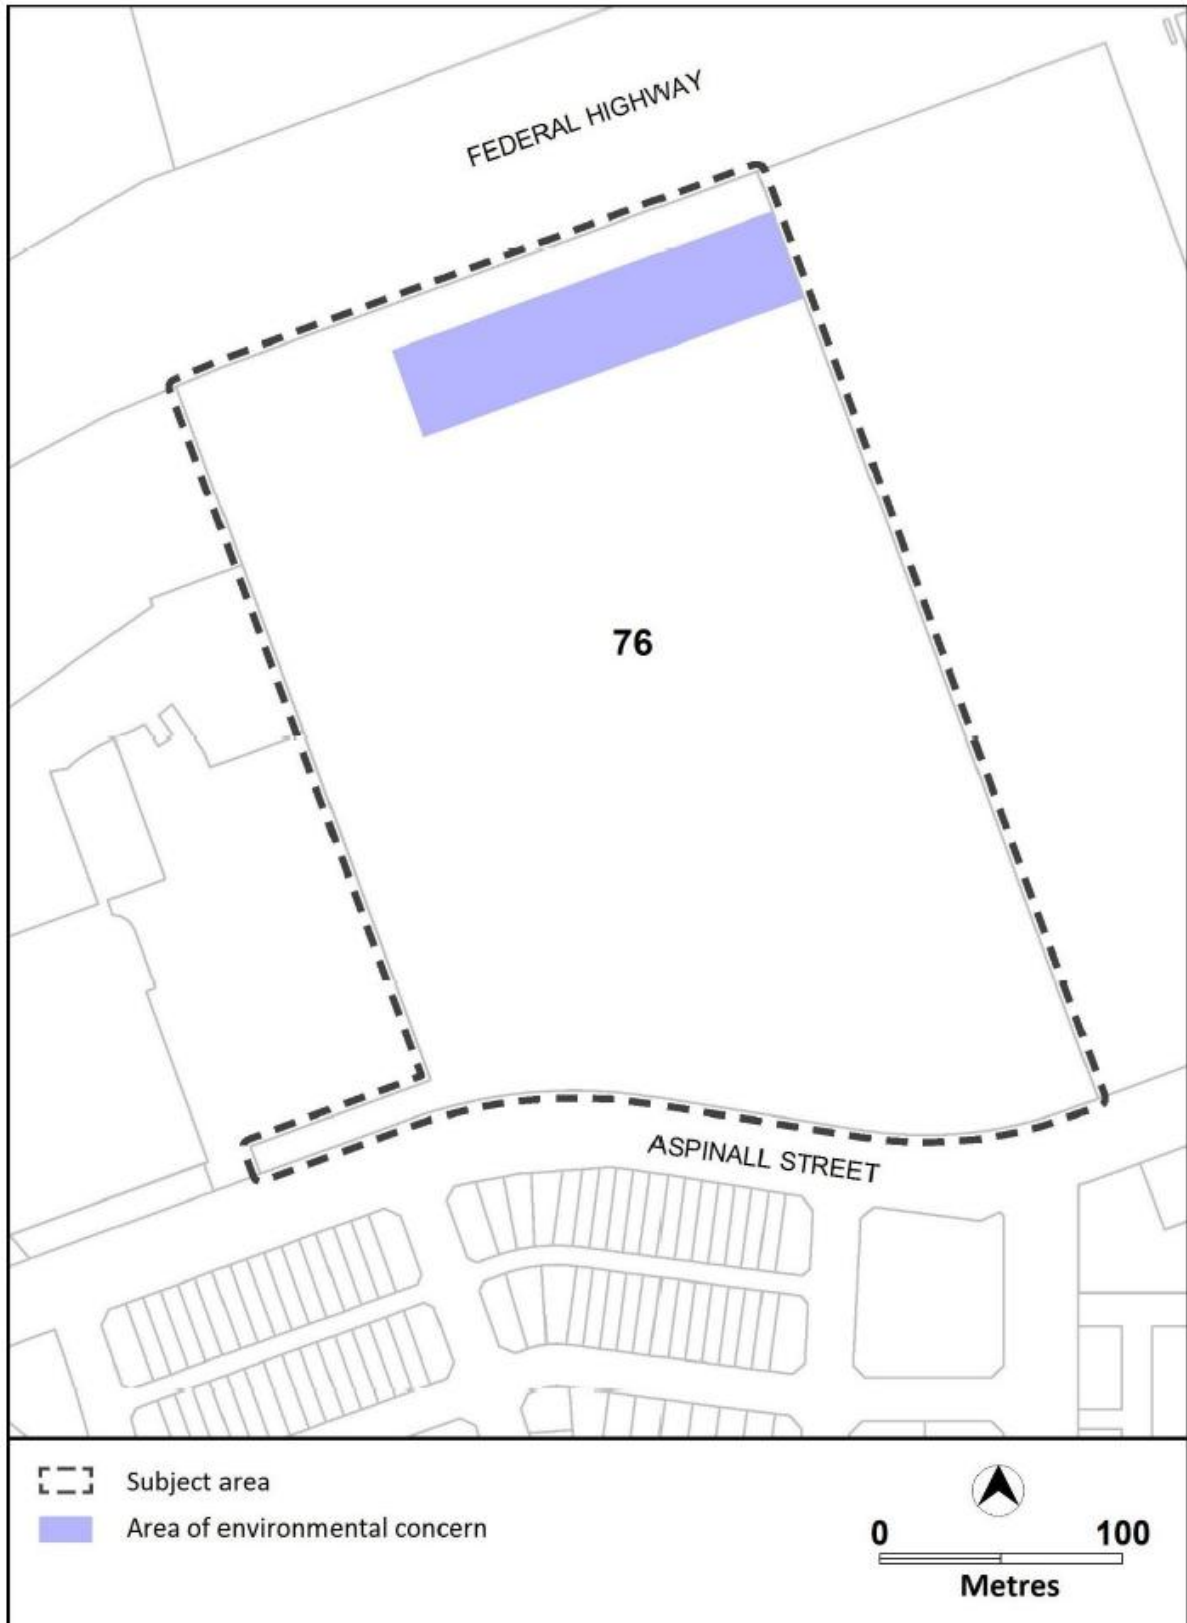 FEDERAL HIGHWAY
76
ASPINALL STREET
Subject area
Area of environmental concern
0 100
Metres